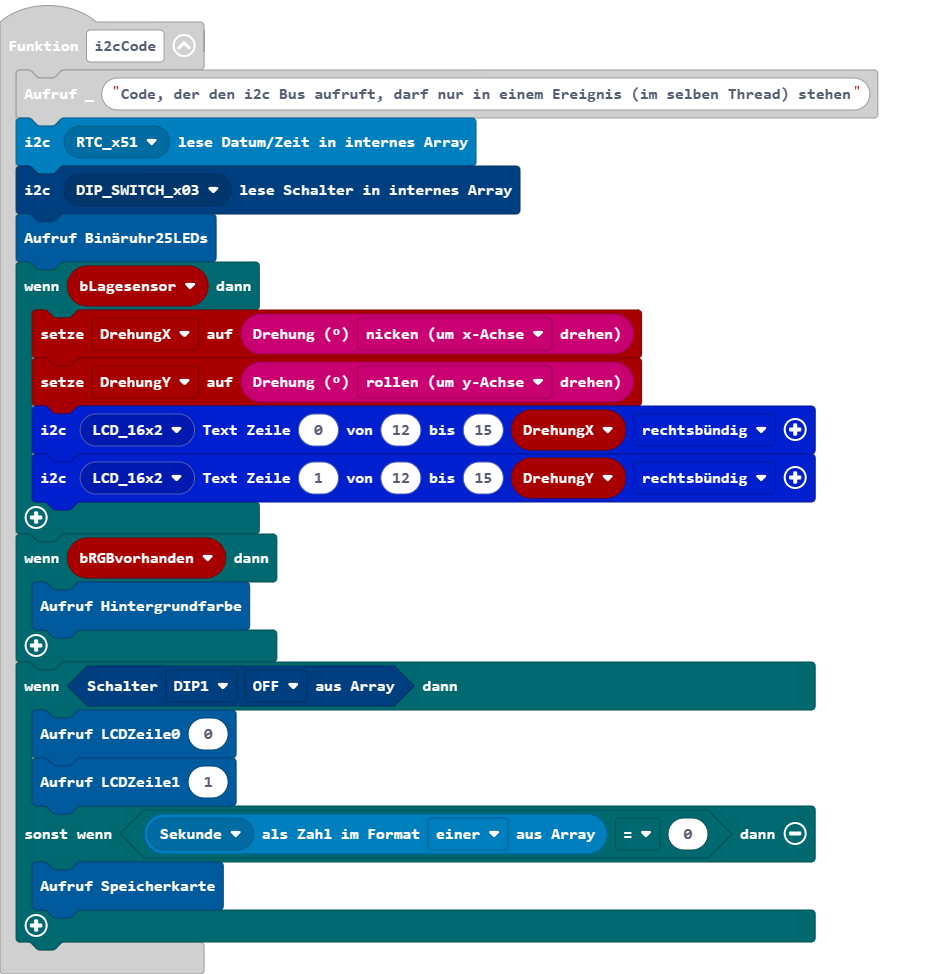 Funktion i2cCode
Aufruf _ "Code, der den i2c Bus aufruft, darf nur in einem Ereignis (im selben Thread) stehen"
i2c RTC_x51 lese Datum/Zeit in internes Array
i2c DIP_SWITCH_x03 lese Schalter in internes Array
Aufruf Binäruhr25LEDs
wenn bLagesensor dann
setze DrehungX auf Drehung (º) nicken (um x-Achse drehen)
setze DrehungY auf Drehung (º) rollen (um y-Achse drehen)
i2c LCD_16x2 Text Zeile 0 von 12 bis 15 DrehungX rechtsbündig
i2c LCD_16x2 Text Zeile 1 von 12 bis 15 DrehungY rechtsbündig
wenn bRGBvorhanden dann
Aufruf Hintergrundfarbe
wenn Schalter DIP1 OFF aus Array dann
Aufruf LCDZeile0 0
Aufruf LCDZeile1 1
sonst wenn Sekunde als Zahl im Format einer aus Array = 0 dann
Aufruf Speicherkarte